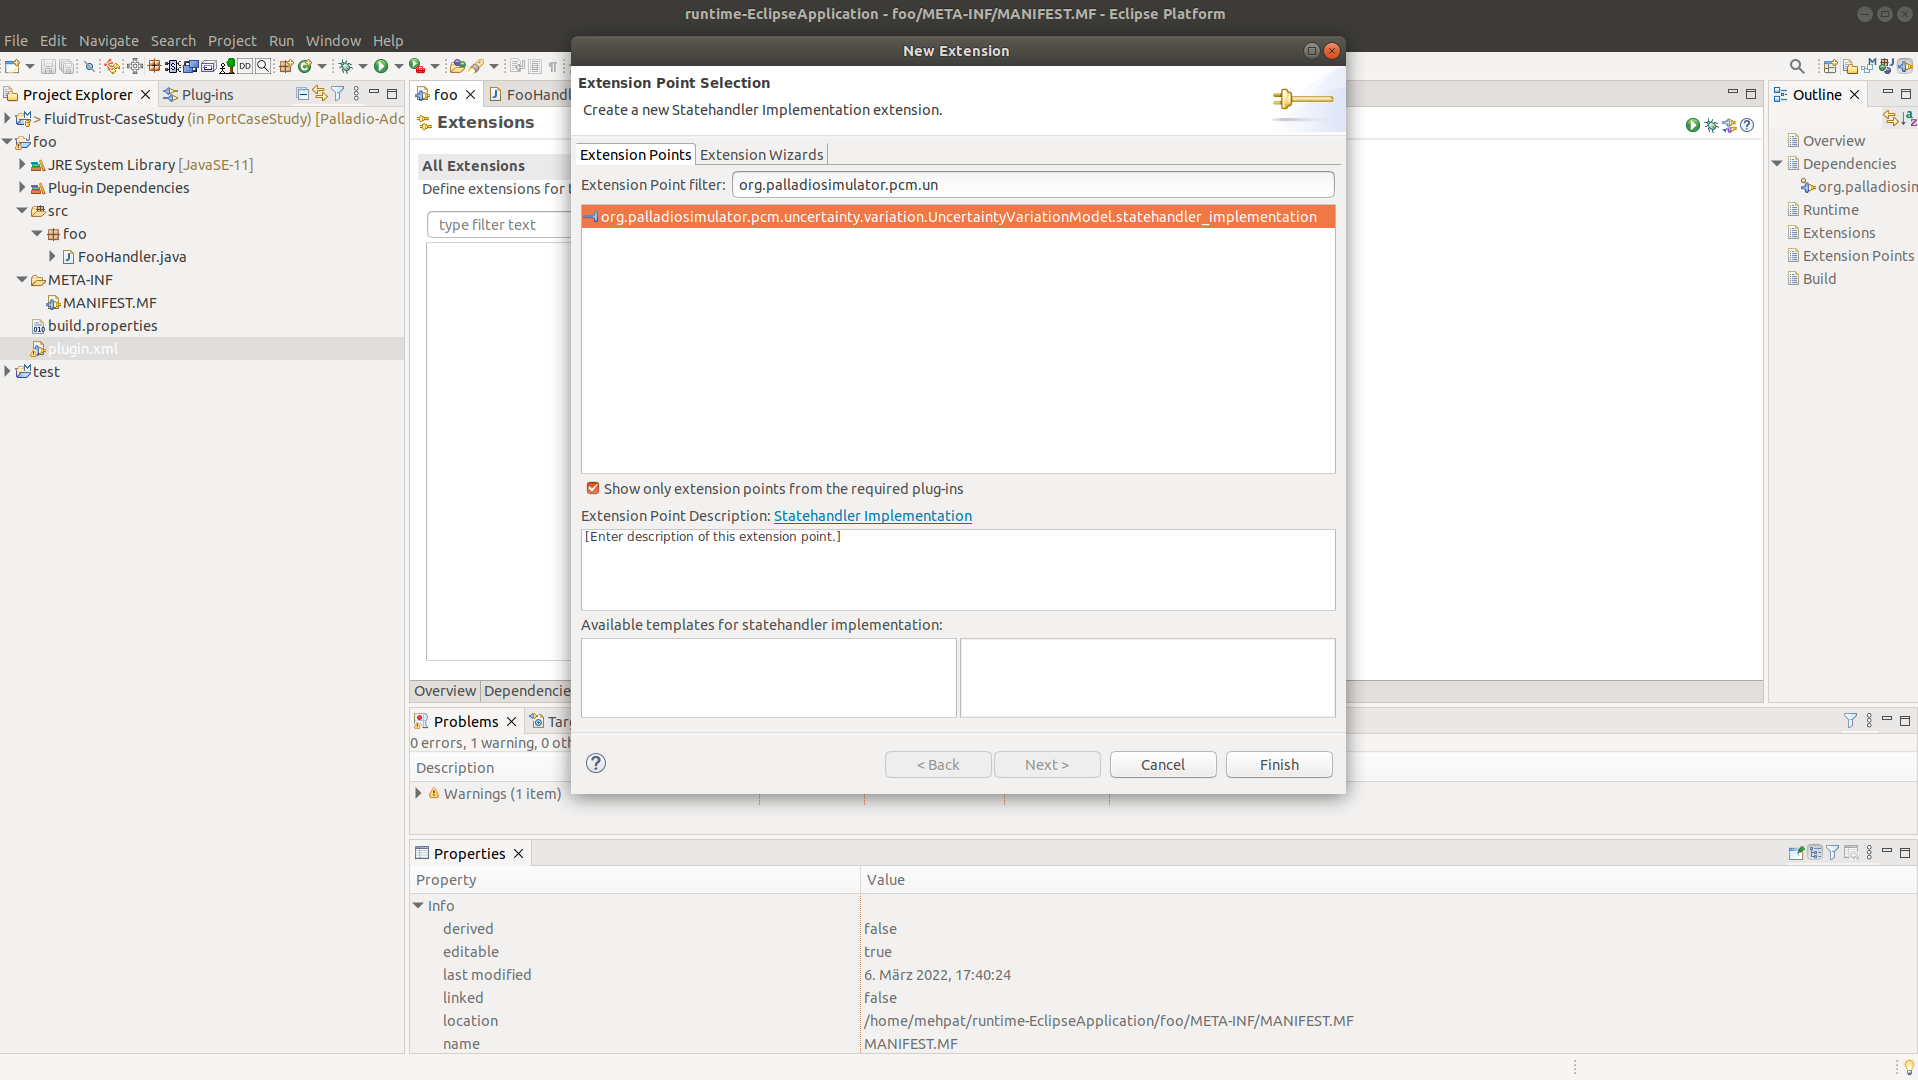 runtime-EclipseApplication - foo/META-INF/MANIFEST.MF - Eclipse Platform
File Edit Navigate Search Project Run Window Help
Project Explorer
Plug-ins
> FluidTrust-CaseStudy (in PortCaseStudy) [Palladio-Add
foo
JRE System Library [JavaSE-11]
Plug-in Dependencies
src
foo
FooHandler.java
META-INF
MANIFEST.MF
build.properties
plugin.xml
test
foo
FooHandl
Extensions
All Extensions
Define extensions for t
type filter text
Overview
Dependencie
New Extension
Extension Point Selection
Create a new Statehandler Implementation extension.
Extension Points
Extension Wizards
Extension Point filter: org.palladiosimulator.pcm.un
org.palladiosimulator.pcm.uncertainty.variation.UncertaintyVariationModel.statehandler_implementation
Show only extension points from the required plug-ins
Extension Point Description: Statehandler Implementation
[Enter description of this extension point.]
Available templates for statehandler implementation:
< Back
Next >
Cancel
Finish
Outline
Overview
Dependencies
org.palladiosin
Runtime
Extensions
Extension Points
Build
Problems
Targ
0 errors, 1 warning, 0 oth
Description
Warnings (1 item)
Properties
Property Value
Info
derived false
editable true
last modified 6. März 2022, 17:40:24
linked false
location /home/mehpat/runtime-EclipseApplication/foo/META-INF/MANIFEST.MF
name MANIFEST.MF